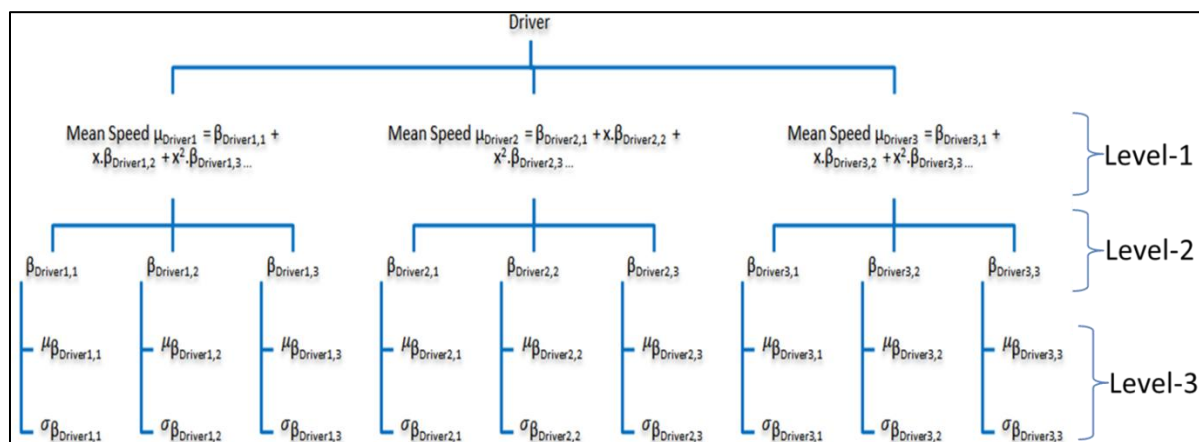 Driver
Mean Speed μDriver1 = βDriver1,1 +
x.βDriver1,2 + x².βDriver1,3 ...
Mean Speed μDriver2 = βDriver2,1 + x.βDriver2,2 +
x².βDriver2,3 ...
Mean Speed μDriver3 = βDriver3,1 +
x.βDriver3,2 + x².βDriver3,3 ...
Level-1
βDriver1,1 βDriver1,2 βDriver1,3 βDriver2,1 βDriver2,2 βDriver2,3 βDriver3,1 βDriver3,2 βDriver3,3
Level-2
μβDriver1,1 μβDriver1,2 μβDriver1,3 μβDriver2,1 μβDriver2,2 μβDriver2,3 μβDriver3,1 μβDriver3,2 μβDriver3,3
Level-3
σβDriver1,1 σβDriver1,2 σβDriver1,3 σβDriver2,1 σβDriver2,2 σβDriver2,3 σβDriver3,1 σβDriver3,2 σβDriver3,3